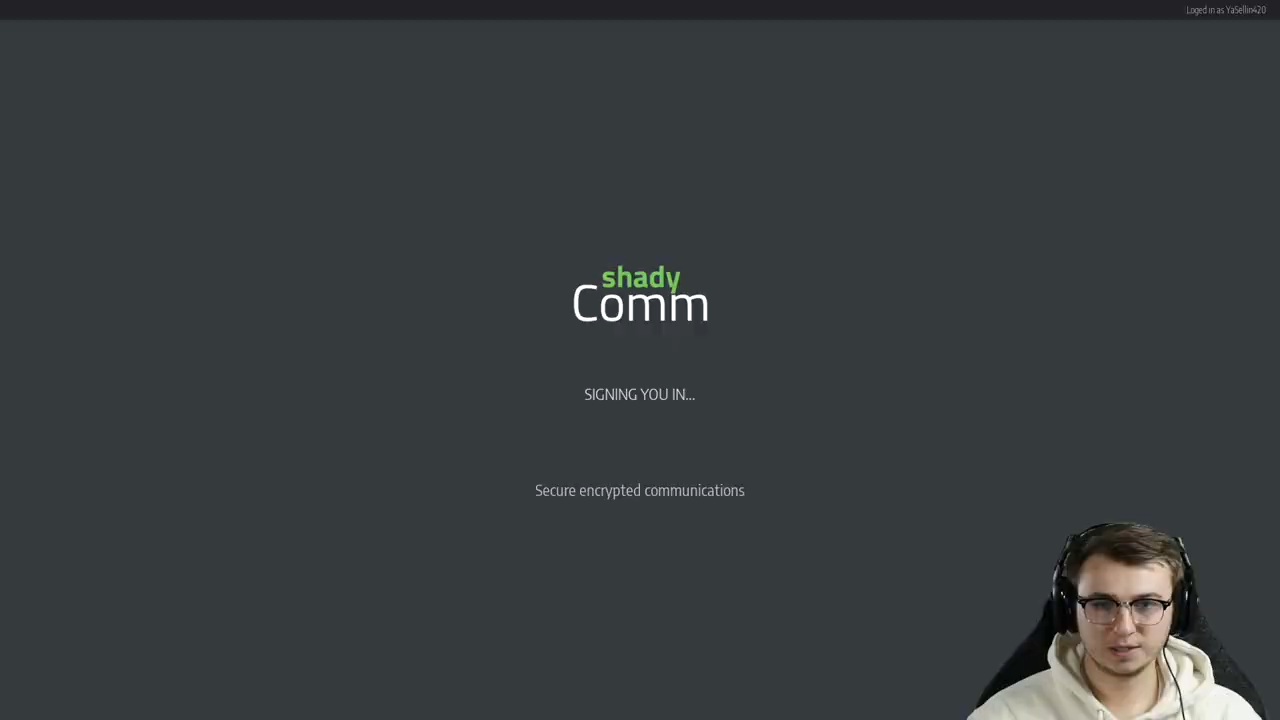 Loged in as YaSellin420
shady
Comm
SIGNING YOU IN...
Secure encrypted communications